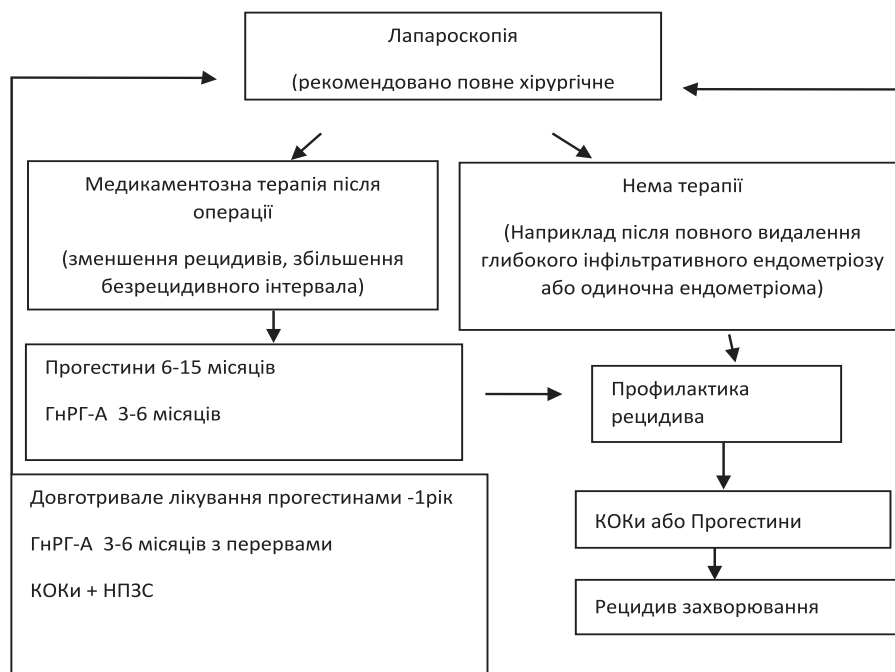 Лапароскопія
(рекомендовано повне хірургічне
Медикаментозна терапія після
операції
(зменшення рецидивів, збільшення
безрецидивного інтервала)
Нема терапії
(Наприклад після повного видалення
глибокого інфільтративного ендометріозу
або одиночна ендометріома)
Прогестини 6-15 місяців
ГнРГ-А 3-6 місяців
Профилактика
рецидива
Довготривале лікування прогестинами -1рік
ГнРГ-А 3-6 місяців з перервами
КОКи + НПЗС
КОКи або Прогестини
Рецидив захворювання